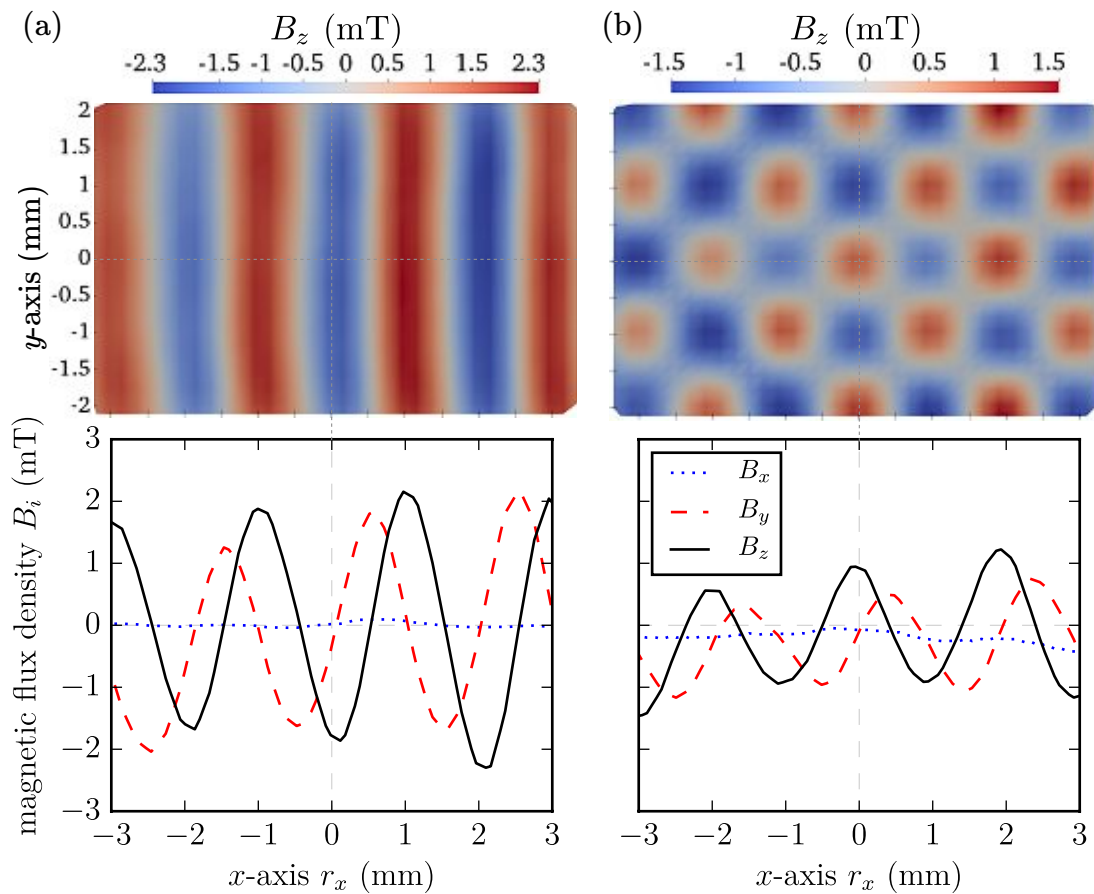 (a)
B_z (mT)
-2.3 -1.5 -1 -0.5 0 0.5 1 1.5 2.3
2
1.5
1
0.5
0
-0.5
-1
-1.5
-2
y-axis (mm)
(b)
B_z (mT)
-1.5 -1 -0.5 0 0.5 1 1.5
3
2
1
0
−1
−2
−3
magnetic flux density B_i (mT)
−3 −2 −1 0 1 2 3
x-axis r_x (mm)
B_x
B_y
B_z
−3 −2 −1 0 1 2 3
x-axis r_x (mm)